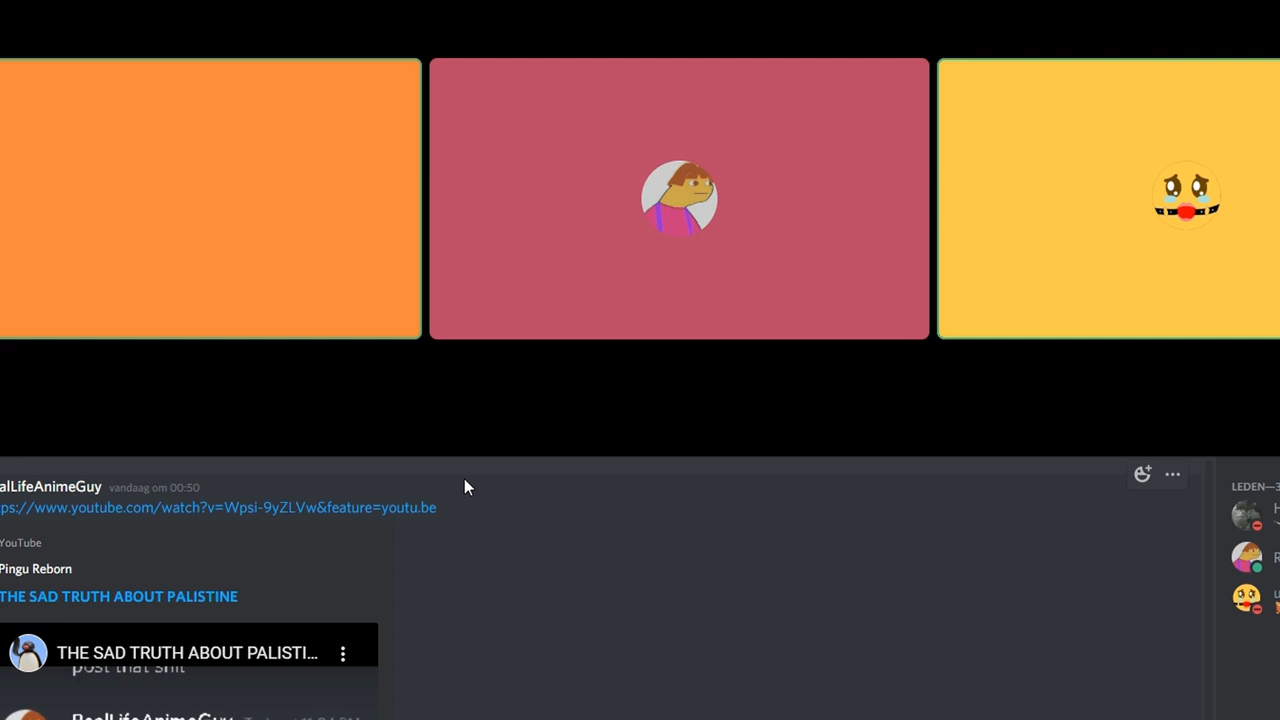 alLifeAnimeGuy vandaag om 00:50
ps://www.youtube.com/watch?v=Wpsi-9yZLVw&feature=youtu.be
LEDEN—3
YouTube
Pingu Reborn
THE SAD TRUTH ABOUT PALISTINE
THE SAD TRUTH ABOUT PALISTI...
post that shit
RealLifeAnimeGuy